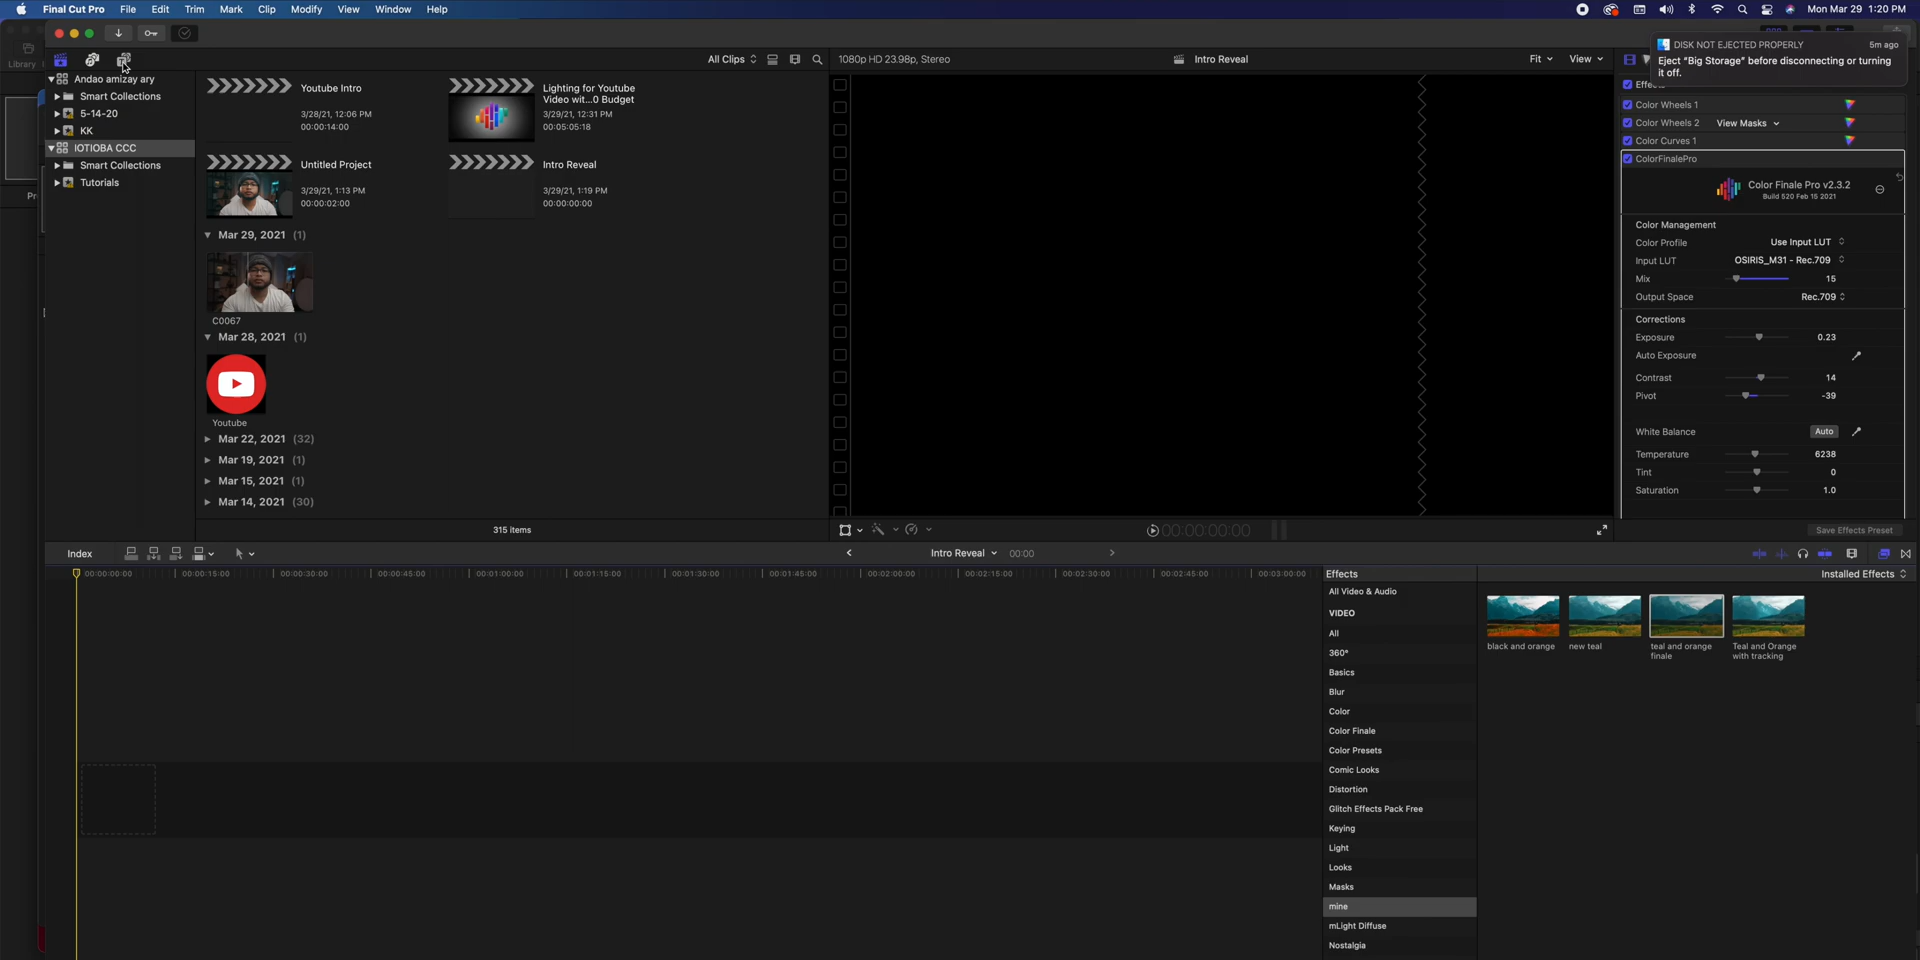 Final Cut Pro File Edit Trim Mark Clip Modify View Window Help
Mon Mar 29 1:20 PM
Library
DISK NOT EJECTED PROPERLY 5m ago
Eject "Big Storage" before disconnecting or turning
it off.
All Clips
1080p HD 23.98p, Stereo
Intro Reveal
Fit View
Andao amizay ary
Smart Collections
5-14-20
KK
IOTIOBA CCC
Smart Collections
Tutorials
Youtube Intro
3/28/21, 12:06 PM
00:00:14:00
Lighting for Youtube
Video wit...0 Budget
3/29/21, 12:31 PM
00:05:05:18
Untitled Project
3/29/21, 1:13 PM
00:00:02:00
Intro Reveal
3/29/21, 1:19 PM
00:00:00:00
Mar 29, 2021 (1)
C0067
Mar 28, 2021 (1)
Youtube
Mar 22, 2021 (32)
Mar 19, 2021 (1)
Mar 15, 2021 (1)
Mar 14, 2021 (30)
315 items
00:00:00:00
Color Wheels 1
Color Wheels 2 View Masks
Color Curves 1
ColorFinalePro
Color Finale Pro v2.3.2
Build 520 Feb 15 2021
Color Management
Color Profile Use Input LUT
Input LUT OSIRIS_M31 - Rec.709
Mix 15
Output Space Rec.709
Corrections
Exposure 0.23
Auto Exposure
Contrast 14
Pivot -39
White Balance Auto
Temperature 6238
Tint 0
Saturation 1.0
Save Effects Preset
Index
Intro Reveal 00:00
00:00:00:00 00:00:15:00 00:00:30:00 00:00:45:00 00:01:00:00 00:01:15:00 00:01:30:00 00:01:45:00 00:02:00:00 00:02:15:00 00:02:30:00 00:02:45:00 00:03:00:00
Effects
Installed Effects
All Video & Audio
VIDEO
All
360°
Basics
Blur
Color
Color Finale
Color Presets
Comic Looks
Distortion
Glitch Effects Pack Free
Keying
Light
Looks
Masks
mine
mLight Diffuse
Nostalgia
black and orange
new teal
teal and orange
finale
Teal and Orange
with tracking